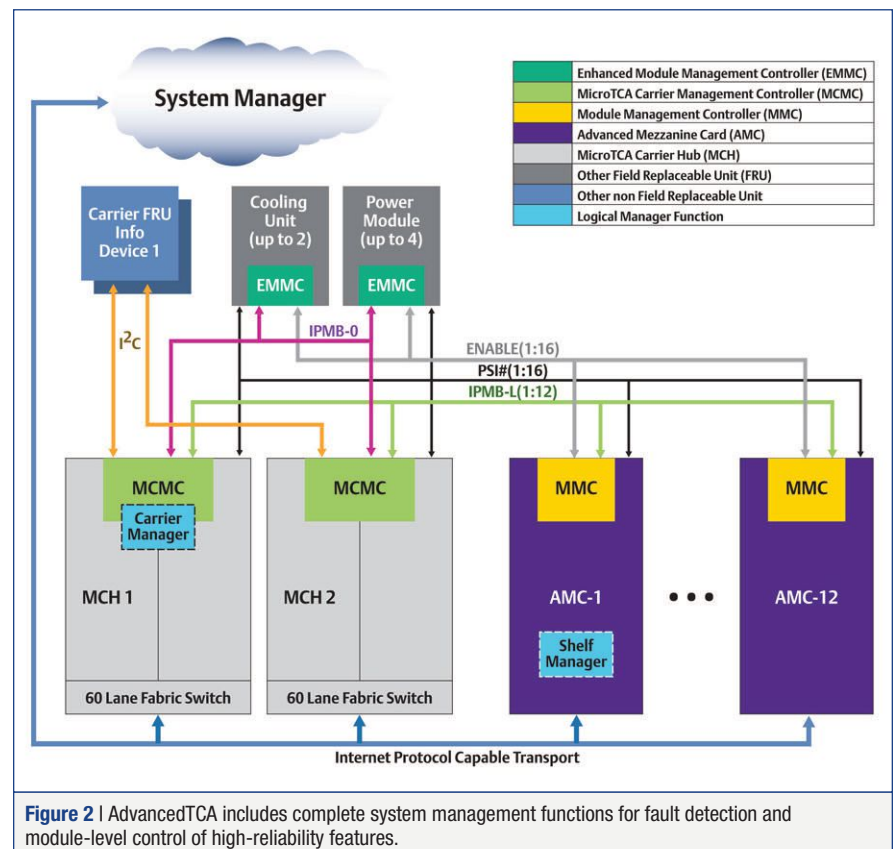 System Manager
Enhanced Module Management Controller (EMMC)
MicroTCA Carrier Management Controller (MCMC)
Module Management Controller (MMC)
Advanced Mezzanine Card (AMC)
MicroTCA Carrier Hub (MCH)
Other Field Replaceable Unit (FRU)
Other non Field Replaceable Unit
Logical Manager Function
Carrier FRU
Info
Device 1
Cooling
Unit
(up to 2)
EMMC
Power
Module
(up to 4)
EMMC
I²C
IPMB-0
ENABLE(1:16)
PSI#(1:16)
IPMB-L(1:12)
MCMC
Carrier
Manager
MCH 1
60 Lane Fabric Switch
MCMC
MCH 2
60 Lane Fabric Switch
MMC
AMC-1
Shelf
Manager
• • •
MMC
AMC-12
Internet Protocol Capable Transport
Figure 2 | AdvancedTCA includes complete system management functions for fault detection and
module-level control of high-reliability features.